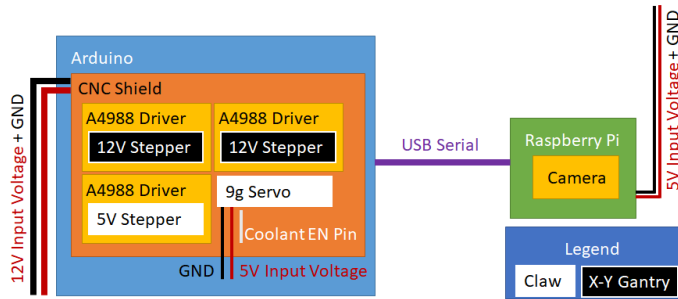 Arduino
CNC Shield
A4988 Driver
12V Stepper
A4988 Driver
12V Stepper
A4988 Driver
5V Stepper
9g Servo
Coolant EN Pin
GND
5V Input Voltage
12V Input Voltage + GND
USB Serial
Raspberry Pi
Camera
5V Input Voltage + GND
Legend
Claw
X-Y Gantry